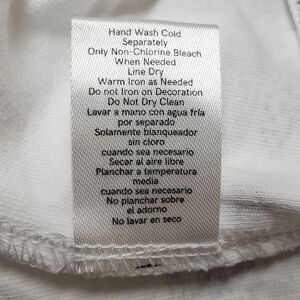 Hand Wash Cold
Separately
Only Non-Chlorine Bleach
When Needed
Line Dry
Warm Iron as Needed
Do not Iron on Decoration
Do Not Dry Clean
Lavar a mano con agua fria
por separado
Solamente blanqueador
sin cloro
cuando sea necesario
Secar al aire libre
Planchar a temperatura
media
cuando sea necesario
No planchar sobre
el adorno
No lavar en seco